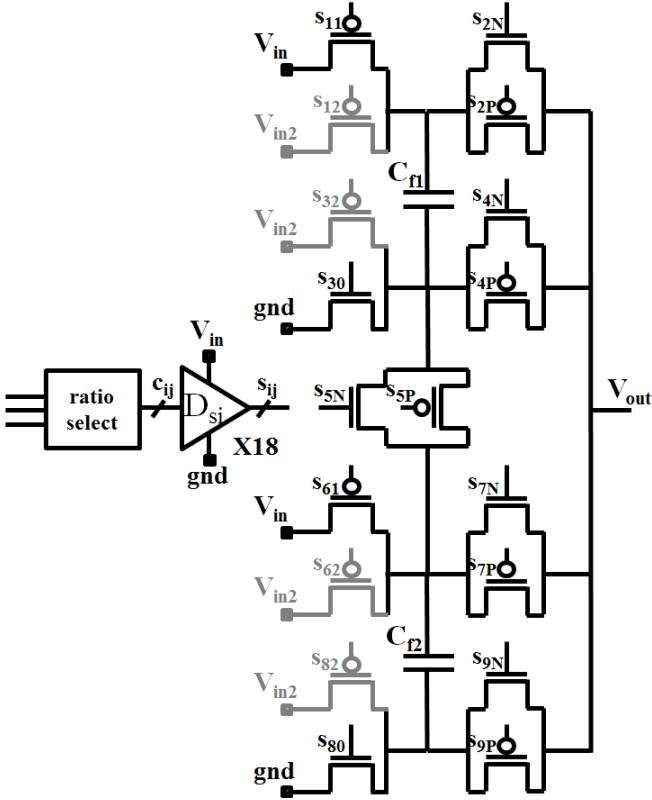 s11
s2N
Vin
s12
s2P
Vin2
Cf1
s32
s4N
Vin2
s30
s4P
gnd
Vin
ratio
select
cij
Dsi
sij
s5N
s5P
Vout
X18
gnd
s61
s7N
Vin
s62
s7P
Vin2
Cf2
s82
s9N
Vin2
s80
s9P
gnd